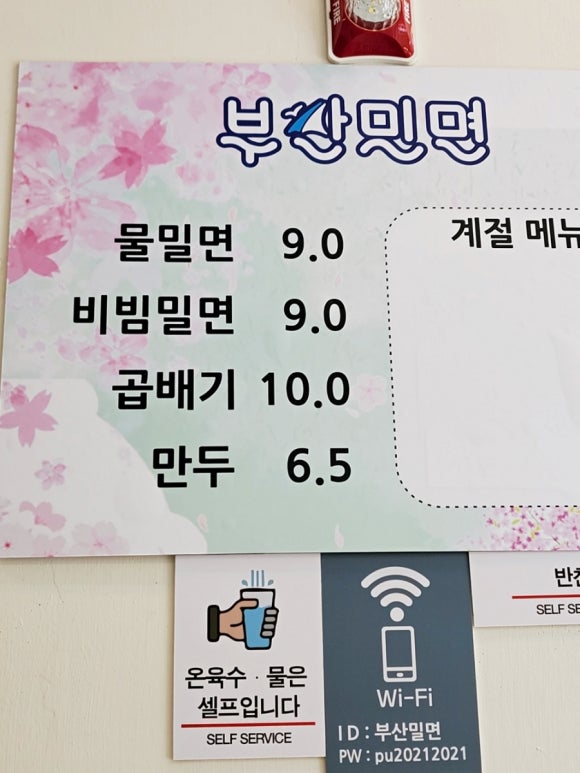 FIRE
부산밀면
물밀면 9.0
비빔밀면 9.0
곱배기 10.0
만두 6.5
계절 메뉴
온육수 · 물은
셀프입니다
SELF SERVICE
Wi-Fi
ID : 부산밀면
PW : pu20212021
반찬
SELF SE